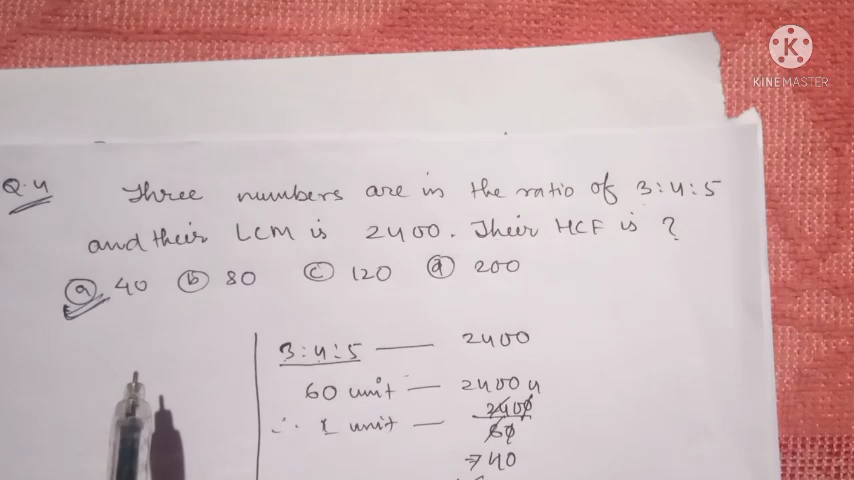 KINEMASTER
Q.4 Three numbers are in the ratio of 3:4:5
and their LCM is 2400. Their HCF is ?
(a) 40 (b) 80 (c) 120 (d) 200
3:4:5 — 2400
60 unit — 2400 4
∴ 1 unit — 2400
60
⇒ 40